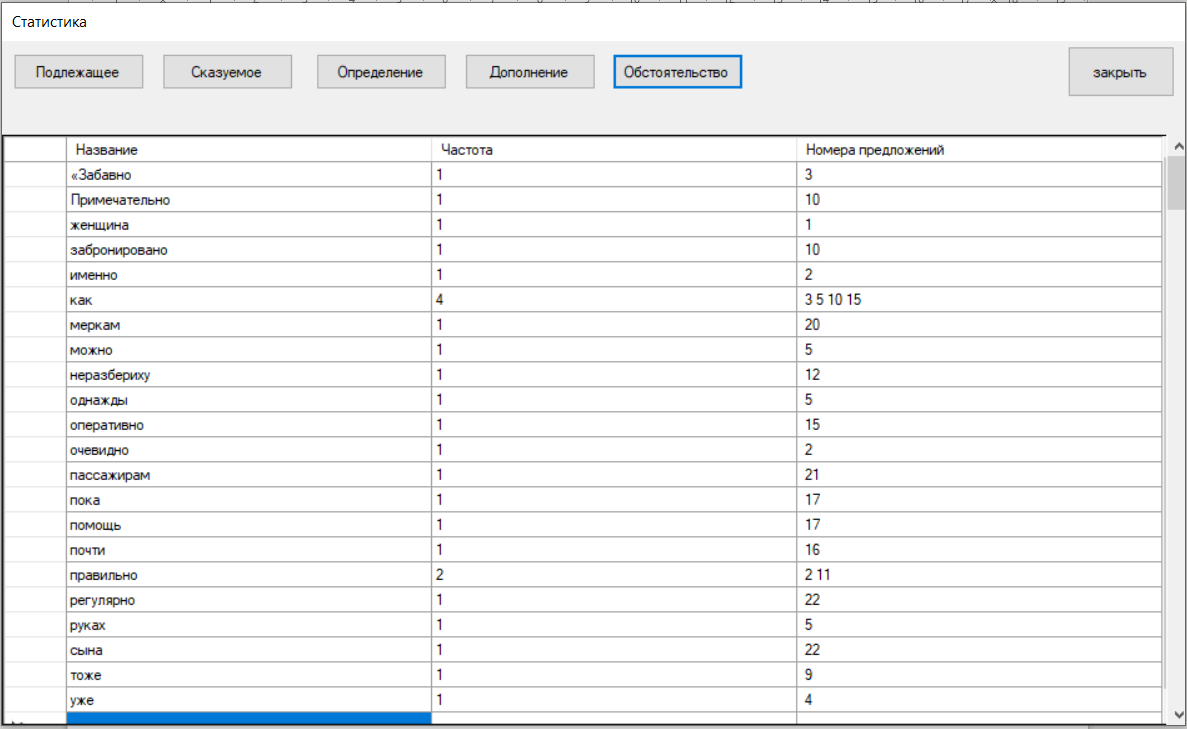 Статистика
Подлежащее Сказуемое Определение Дополнение Обстоятельство закрыть
Название Частота Номера предложений
«Забавно 1 3
Примечательно 1 10
женщина 1 1
забронировано 1 10
именно 1 2
как 4 3 5 10 15
меркам 1 20
можно 1 5
неразбериху 1 12
однажды 1 5
оперативно 1 15
очевидно 1 2
пассажирам 1 21
пока 1 17
помощь 1 17
почти 1 16
правильно 2 2 11
регулярно 1 22
руках 1 5
сына 1 22
тоже 1 9
уже 1 4